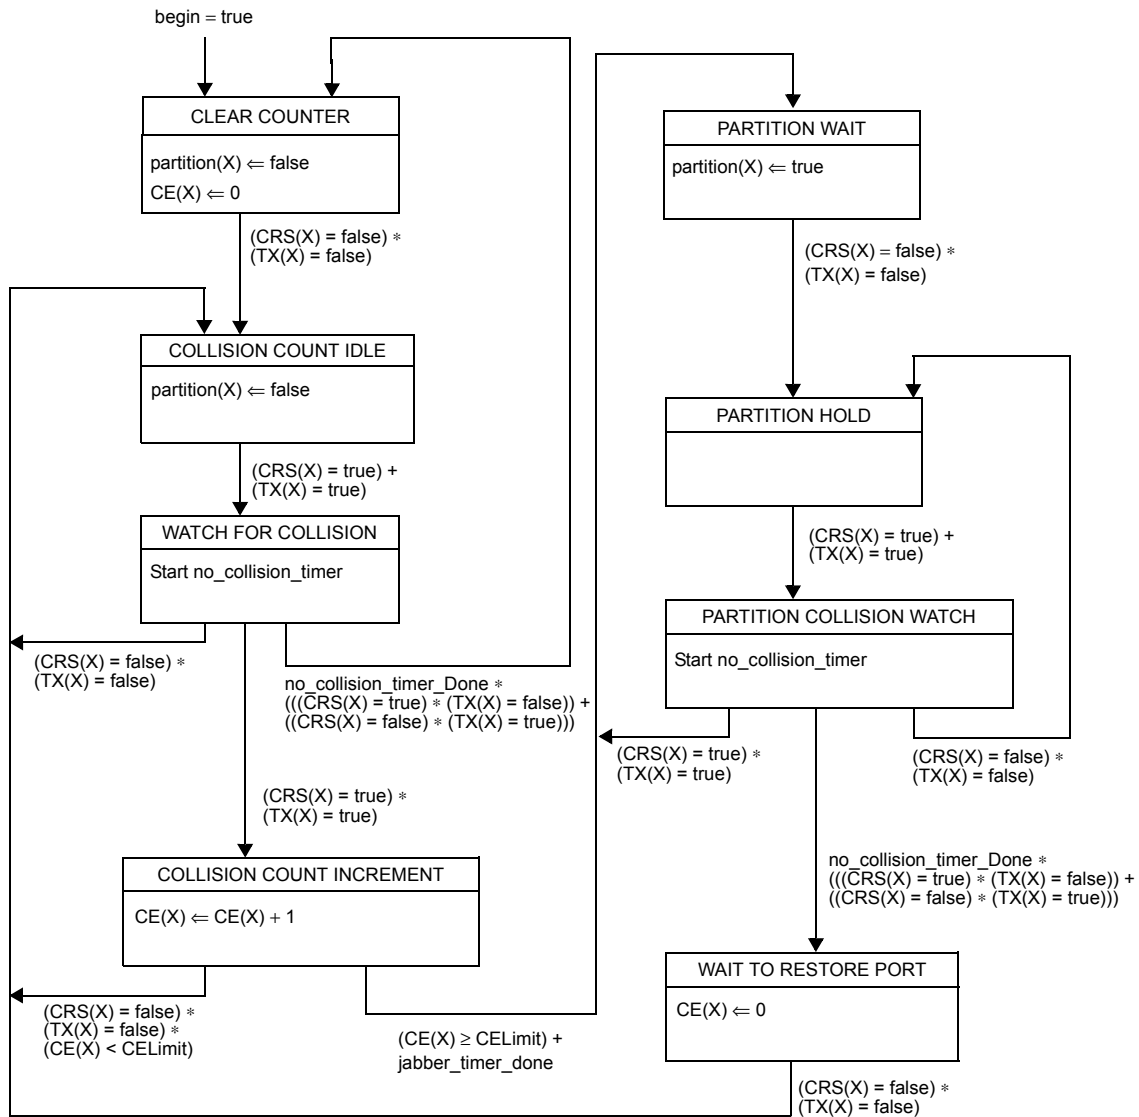 begin = true
CLEAR COUNTER
partition(X) ⇐ false
CE(X) ⇐ 0
(CRS(X) = false) ∗
(TX(X) = false)
COLLISION COUNT IDLE
partition(X) ⇐ false
(CRS(X) = true) +
(TX(X) = true)
WATCH FOR COLLISION
Start no_collision_timer
(CRS(X) = false) ∗
(TX(X) = false)
no_collision_timer_Done ∗
(((CRS(X) = true) ∗ (TX(X) = false)) +
((CRS(X) = false) ∗ (TX(X) = true)))
(CRS(X) = true) ∗
(TX(X) = true)
COLLISION COUNT INCREMENT
CE(X) ⇐ CE(X) + 1
(CRS(X) = false) ∗
(TX(X) = false) ∗
(CE(X) < CELimit)
(CE(X) ≥ CELimit) +
jabber_timer_done
PARTITION WAIT
partition(X) ⇐ true
(CRS(X) = false) ∗
(TX(X) = false)
PARTITION HOLD
(CRS(X) = true) +
(TX(X) = true)
PARTITION COLLISION WATCH
Start no_collision_timer
(CRS(X) = true) ∗
(TX(X) = true)
(CRS(X) = false) ∗
(TX(X) = false)
no_collision_timer_Done ∗
(((CRS(X) = true) ∗ (TX(X) = false)) +
((CRS(X) = false) ∗ (TX(X) = true)))
WAIT TO RESTORE PORT
CE(X) ⇐ 0
(CRS(X) = false) ∗
(TX(X) = false)